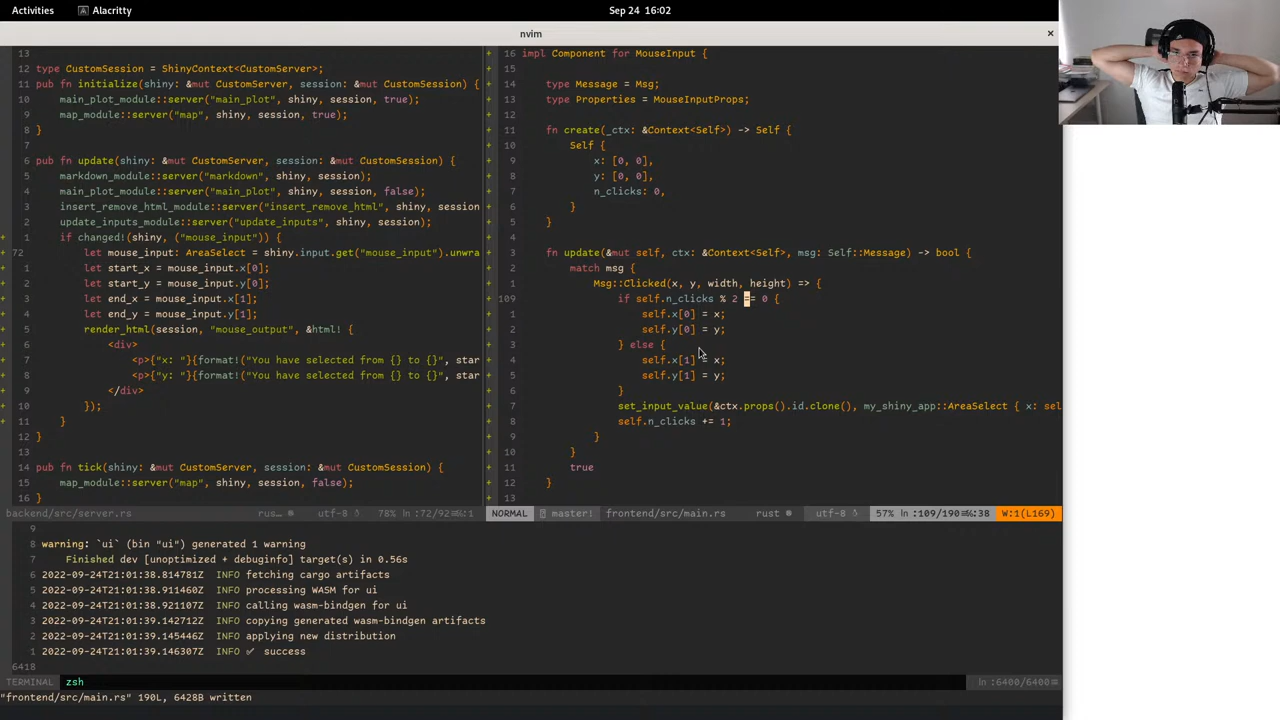 Activities
Alacritty
Sep 24 16:02
nvim
13
12 type CustomSession = ShinyContext<CustomServer>;
11 pub fn initialize(shiny: &mut CustomServer, session: &mut CustomSession) {
10 main_plot_module::server("main_plot", shiny, session, true);
9 map_module::server("map", shiny, session, true);
8 }
7
6 pub fn update(shiny: &mut CustomServer, session: &mut CustomSession) {
5 markdown_module::server("markdown", shiny, session);
4 main_plot_module::server("main_plot", shiny, session, false);
3 insert_remove_html_module::server("insert_remove_html", shiny, session
2 update_inputs_module::server("update_inputs", shiny, session);
+ 1 if changed!(shiny, ("mouse_input")) {
+ 72 let mouse_input: AreaSelect = shiny.input.get("mouse_input").unwra
+ 1 let start_x = mouse_input.x[0];
+ 2 let start_y = mouse_input.y[0];
+ 3 let end_x = mouse_input.x[1];
+ 4 let end_y = mouse_input.y[1];
+ 5 render_html(session, "mouse_output", &html! {
+ 6 <div>
+ 7 <p>{"x: "}{format!("You have selected from {} to {}", star
+ 8 <p>{"y: "}{format!("You have selected from {} to {}", star
+ 9 </div>
+ 10 });
+ 11 }
12 }
13
14 pub fn tick(shiny: &mut CustomServer, session: &mut CustomSession) {
15 map_module::server("map", shiny, session, false);
16 }
backend/src/server.rs rus… utf-8 78% ln :72/92 :1
+ 16 impl Component for MouseInput {
+ 15
+ 14 type Message = Msg;
+ 13 type Properties = MouseInputProps;
+ 12
+ 11 fn create(_ctx: &Context<Self>) -> Self {
+ 10 Self {
+ 9 x: [0, 0],
+ 8 y: [0, 0],
+ 7 n_clicks: 0,
+ 6 }
+ 5 }
+ 4
+ 3 fn update(&mut self, ctx: &Context<Self>, msg: Self::Message) -> bool {
+ 2 match msg {
+ 1 Msg::Clicked(x, y, width, height) => {
+ 109 if self.n_clicks % 2 == 0 {
+ 1 self.x[0] = x;
+ 2 self.y[0] = y;
+ 3 } else {
+ 4 self.x[1] = x;
+ 5 self.y[1] = y;
+ 6 }
+ 7 set_input_value(&ctx.props().id.clone(), my_shiny_app::AreaSelect { x: sel
+ 8 self.n_clicks += 1;
+ 9 }
+ 10 }
+ 11 true
+ 12 }
+ 13
NORMAL master! frontend/src/main.rs rust utf-8 57% ln :109/190 :38 W:1(L169)
9
8 warning: `ui` (bin "ui") generated 1 warning
7 Finished dev [unoptimized + debuginfo] target(s) in 0.56s
6 2022-09-24T21:01:38.814781Z INFO fetching cargo artifacts
5 2022-09-24T21:01:38.911460Z INFO processing WASM for ui
4 2022-09-24T21:01:38.921107Z INFO calling wasm-bindgen for ui
3 2022-09-24T21:01:39.142712Z INFO copying generated wasm-bindgen artifacts
2 2022-09-24T21:01:39.145446Z INFO applying new distribution
1 2022-09-24T21:01:39.146307Z INFO ✅ success
6418
TERMINAL zsh ln :6400/6400
"frontend/src/main.rs" 190L, 6428B written